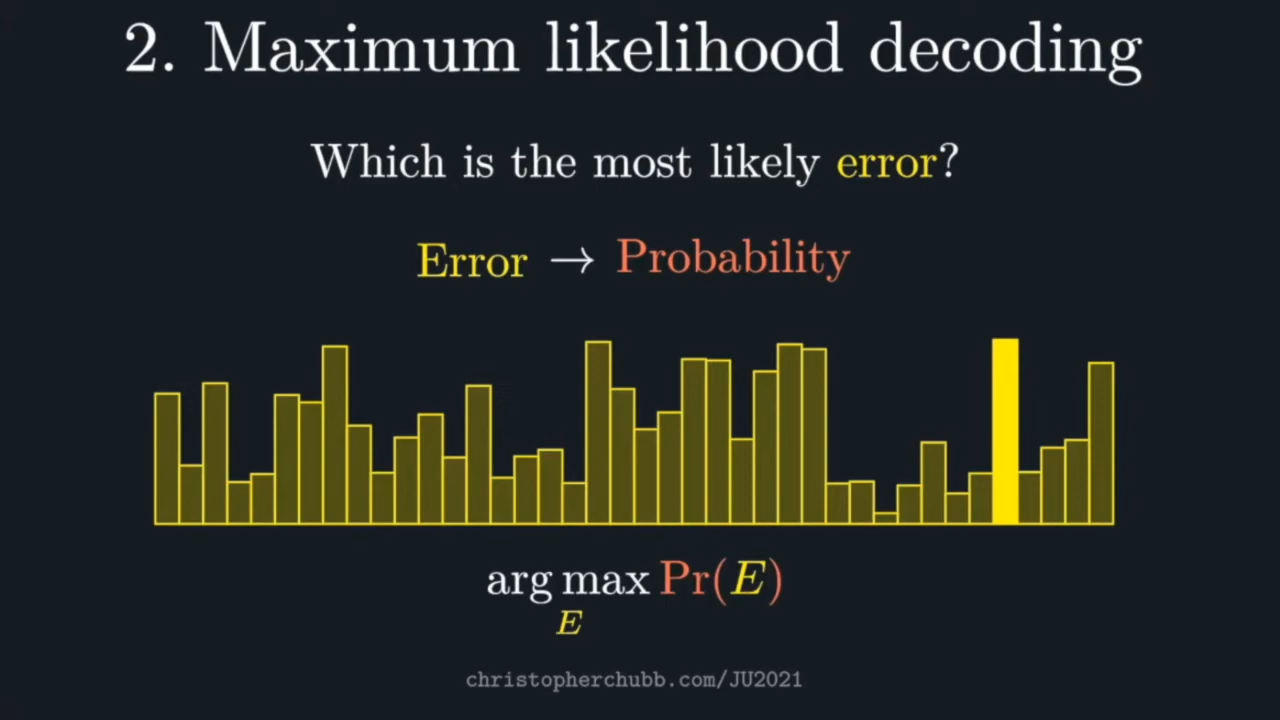 2. Maximum likelihood decoding
Which is the most likely error?
Error → Probability
arg max Pr(E)
E
christopherchubb.com/JU2021